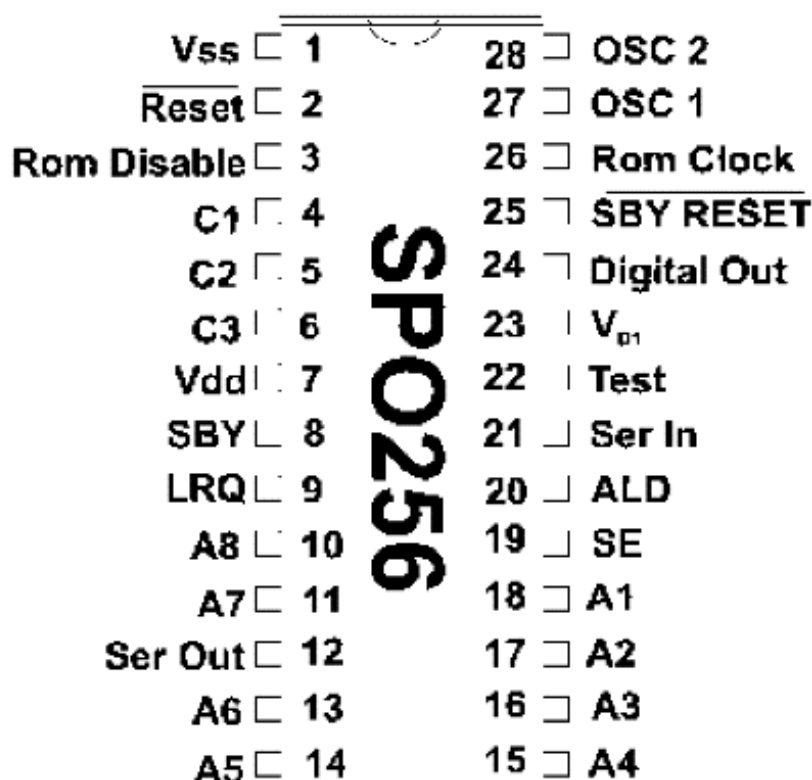 Vss 1 28 OSC 2
Reset 2 27 OSC 1
Rom Disable 3 26 Rom Clock
C1 4 25 SBY RESET
C2 5 24 Digital Out
C3 6 23 VD1
Vdd 7 22 Test
SBY 8 21 Ser In
LRQ 9 20 ALD
A8 10 19 SE
A7 11 18 A1
Ser Out 12 17 A2
A6 13 16 A3
A5 14 15 A4
SPO256